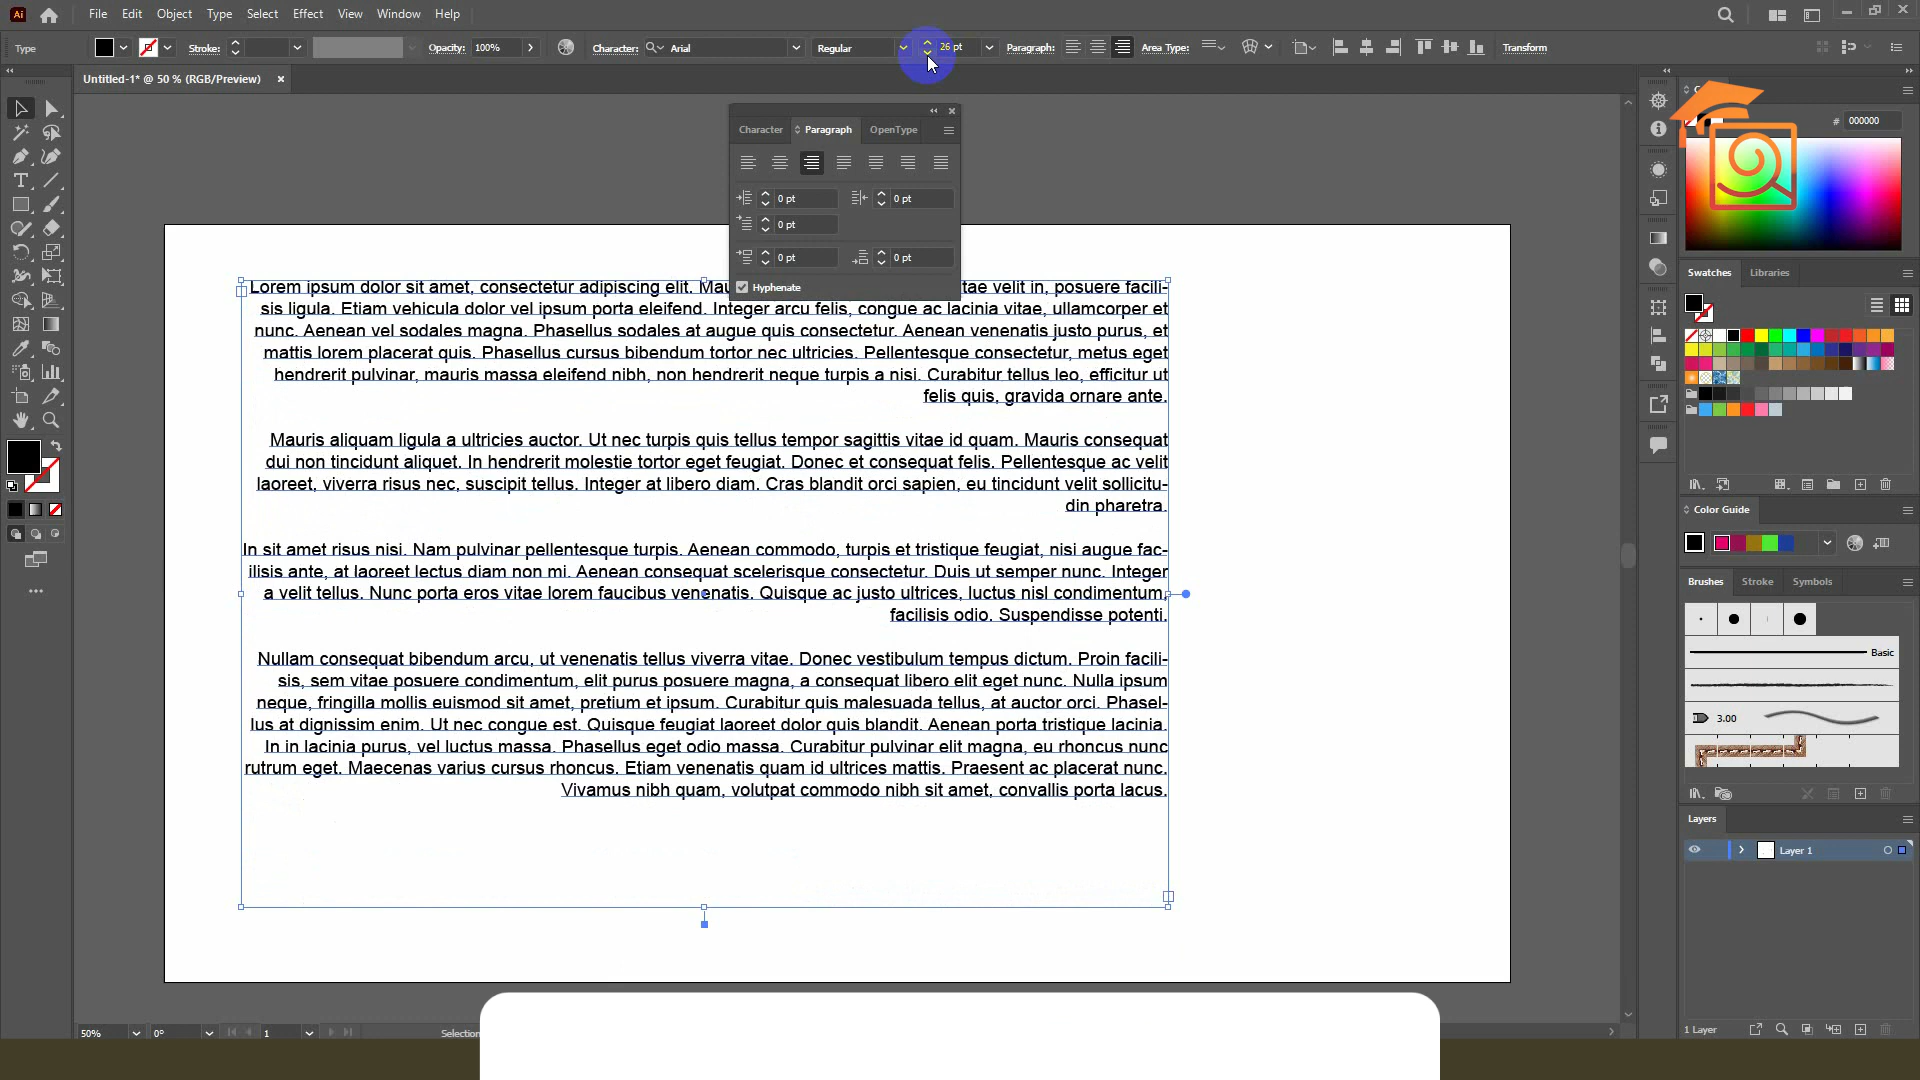 Ai File Edit Object Type Select Effect View Window Help
Type Stroke: Opacity: 100% Character: Arial Regular 26 pt Paragraph: Area Type: Transform
Untitled-1* @ 50 % (RGB/Preview)
Character Paragraph OpenType
0 pt 0 pt
0 pt
0 pt 0 pt
Hyphenate
Lorem ipsum dolor sit amet, consectetur adipiscing elit. Mau tae velit in, posuere facili-
sis ligula. Etiam vehicula dolor vel ipsum porta eleifend. Integer arcu felis, congue ac lacinia vitae, ullamcorper et
nunc. Aenean vel sodales magna. Phasellus sodales at augue quis consectetur. Aenean venenatis justo purus, et
mattis lorem placerat quis. Phasellus cursus bibendum tortor nec ultricies. Pellentesque consectetur, metus eget
hendrerit pulvinar, mauris massa eleifend nibh, non hendrerit neque turpis a nisi. Curabitur tellus leo, efficitur ut
felis quis, gravida ornare ante.
Mauris aliquam ligula a ultricies auctor. Ut nec turpis quis tellus tempor sagittis vitae id quam. Mauris consequat
dui non tincidunt aliquet. In hendrerit molestie tortor eget feugiat. Donec et consequat felis. Pellentesque ac velit
laoreet, viverra risus nec, suscipit tellus. Integer at libero diam. Cras blandit orci sapien, eu tincidunt velit sollicitu-
din pharetra.
In sit amet risus nisi. Nam pulvinar pellentesque turpis. Aenean commodo, turpis et tristique feugiat, nisi augue fac-
ilisis ante, at laoreet lectus diam non mi. Aenean consequat scelerisque consectetur. Duis ut semper nunc. Integer
a velit tellus. Nunc porta eros vitae lorem faucibus venenatis. Quisque ac justo ultrices, luctus nisl condimentum,
facilisis odio. Suspendisse potenti.
Nullam consequat bibendum arcu, ut venenatis tellus viverra vitae. Donec vestibulum tempus dictum. Proin facili-
sis, sem vitae posuere condimentum, elit purus posuere magna, a consequat libero elit eget nunc. Nulla ipsum
neque, fringilla mollis euismod sit amet, pretium et ipsum. Curabitur quis malesuada tellus, at auctor orci. Phasel-
lus at dignissim enim. Ut nec congue est. Quisque feugiat laoreet dolor quis blandit. Aenean porta tristique lacinia.
In in lacinia purus, vel luctus massa. Phasellus eget odio massa. Curabitur pulvinar elit magna, eu rhoncus nunc
rutrum eget. Maecenas varius cursus rhoncus. Etiam venenatis quam id ultrices mattis. Praesent ac placerat nunc.
Vivamus nibh quam, volutpat commodo nibh sit amet, convallis porta lacus.
# 000000
Swatches Libraries
Color Guide
Brushes Stroke Symbols
Basic
3.00
Layers
Layer 1
1 Layer
50% 0° 1 Selection